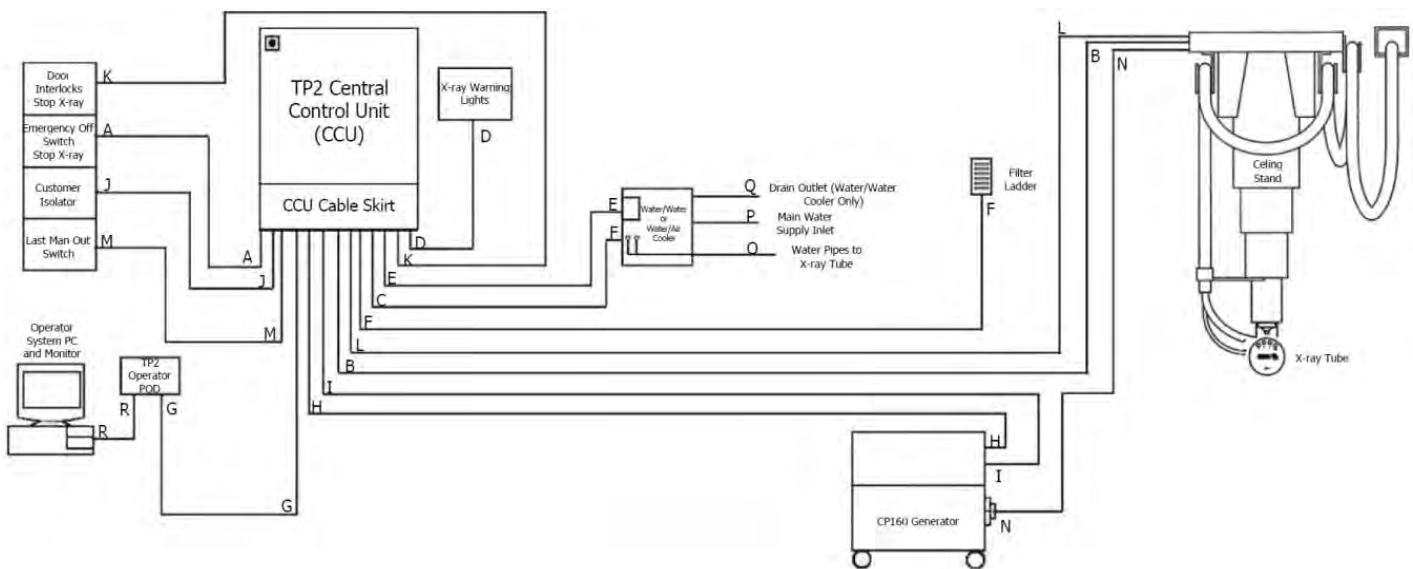 Door
Interlocks
Stop X-ray
K
Emergency Off
Switch
Stop X-ray
A
Customer
Isolator
J
Last Man Out
Switch
M
TP2 Central
Control Unit
(CCU)
CCU Cable Skirt
X-ray Warning
Lights
D
A
J
M
D
K
E
C
F
L
B
I
H
G
E
F
Water/Water
or
Water/Air
Cooler
Q
Drain Outlet (Water/Water
Cooler Only)
P
Main Water
Supply Inlet
O
Water Pipes to
X-ray Tube
Filter
Ladder
F
L
B
N
Celing
Stand
X-ray Tube
Operator
System PC
and Monitor
TP2
Operator
POD
R
G
R
H
I
N
CP160 Generator